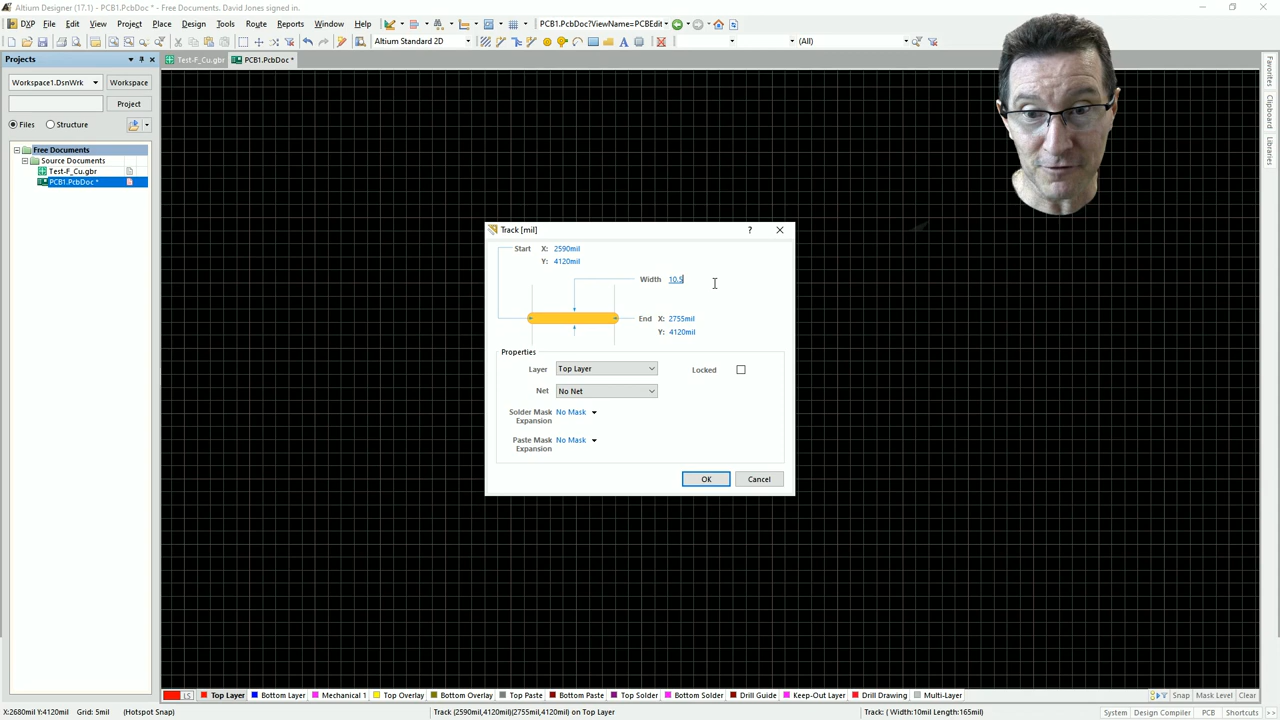 Altium Designer (17.1) - Free Documents. David Jones signed in.
DXP File Edit View Project Place Design Tools Route Reports Window Help PCB1.PcbDoc?ViewName=PCBEdit
Altium Standard 2D (All)
Projects
Test-F_Cu.gbr PCB1.PcbDoc *
Workspace1.DsnWrk Workspace
Project
Files Structure
Free Documents
Source Documents
Test-F_Cu.gbr
PCB1.PcbDoc *
Favorites
Clipboard
Libraries
Track [mil] ?
Start X: 2590mil
Y: 4120mil
Width 10.5
End X: 2755mil
Y: 4120mil
Properties
Layer Top Layer Locked
Net No Net
Solder Mask Expansion No Mask
Paste Mask Expansion No Mask
OK Cancel
LS Top Layer Bottom Layer Mechanical 1 Top Overlay Bottom Overlay Top Paste Bottom Paste Top Solder Bottom Solder Drill Guide Keep-Out Layer Drill Drawing Multi-Layer Snap Mask Level Clear
X:2680mil Y:4120mil Grid: 5mil (Hotspot Snap) Track (2590mil,4120mil)(2755mil,4120mil) on Top Layer Track: ( Width:10mil Length:165mil) System Design Compiler PCB Shortcuts >>